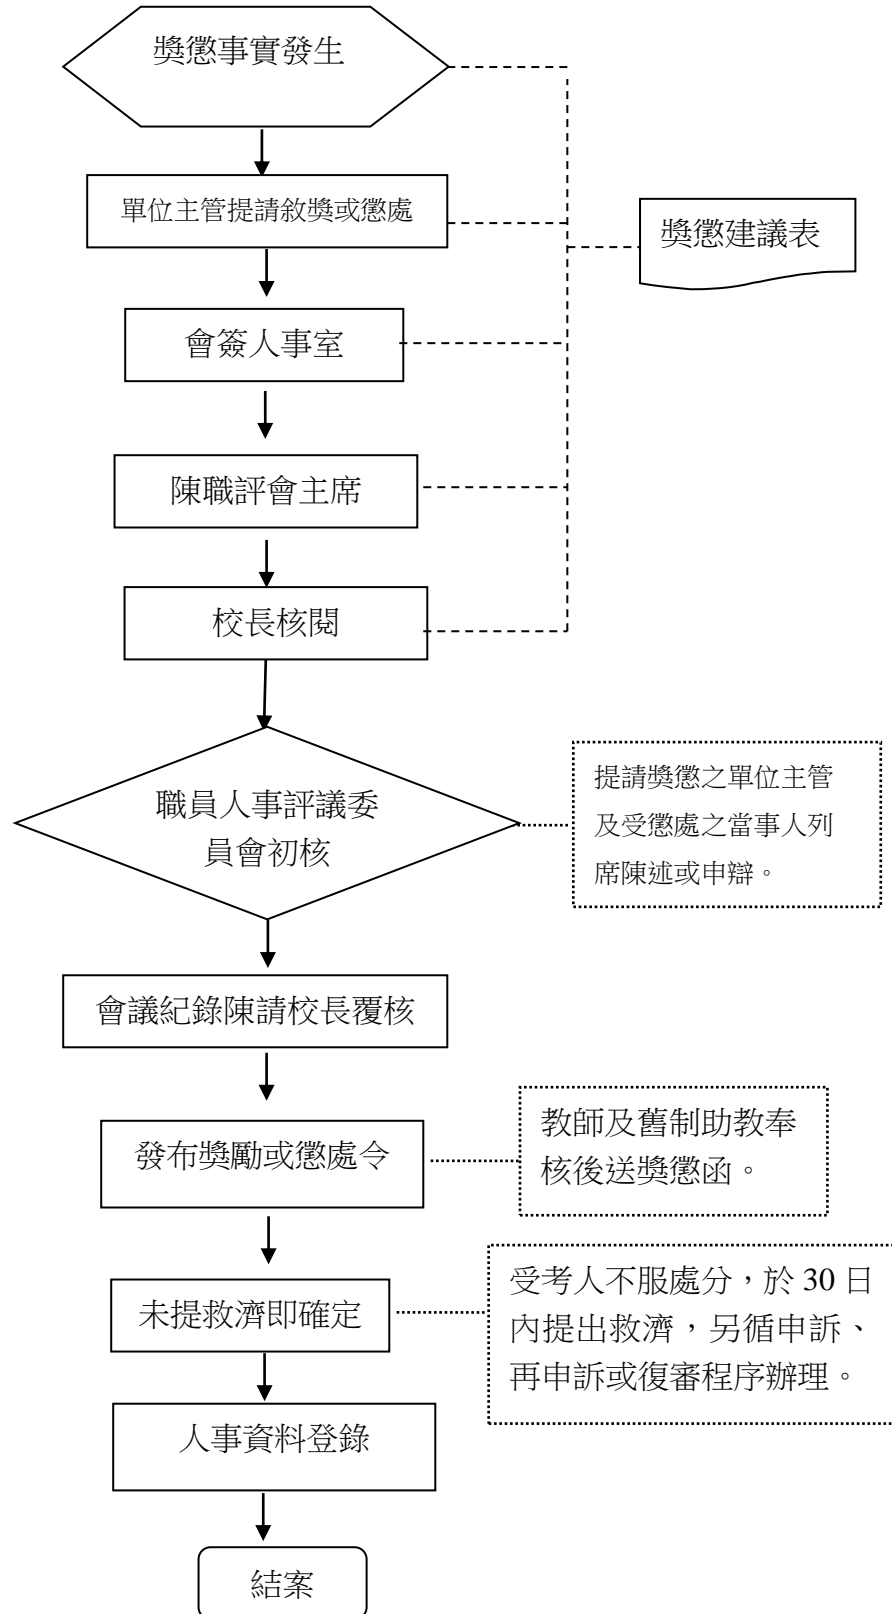 獎懲事實發生
單位主管提請敘獎或懲處
獎懲建議表
會簽人事室
陳職評會主席
校長核閱
職員人事評議委
員會初核
提請獎懲之單位主管
及受懲處之當事人列
席陳述或申辯。
會議紀錄陳請校長覆核
發布獎勵或懲處令
教師及舊制助教奉
核後送獎懲函。
未提救濟即確定
受考人不服處分，於 30 日
內提出救濟，另循申訴、
再申訴或復審程序辦理。
人事資料登錄
結案